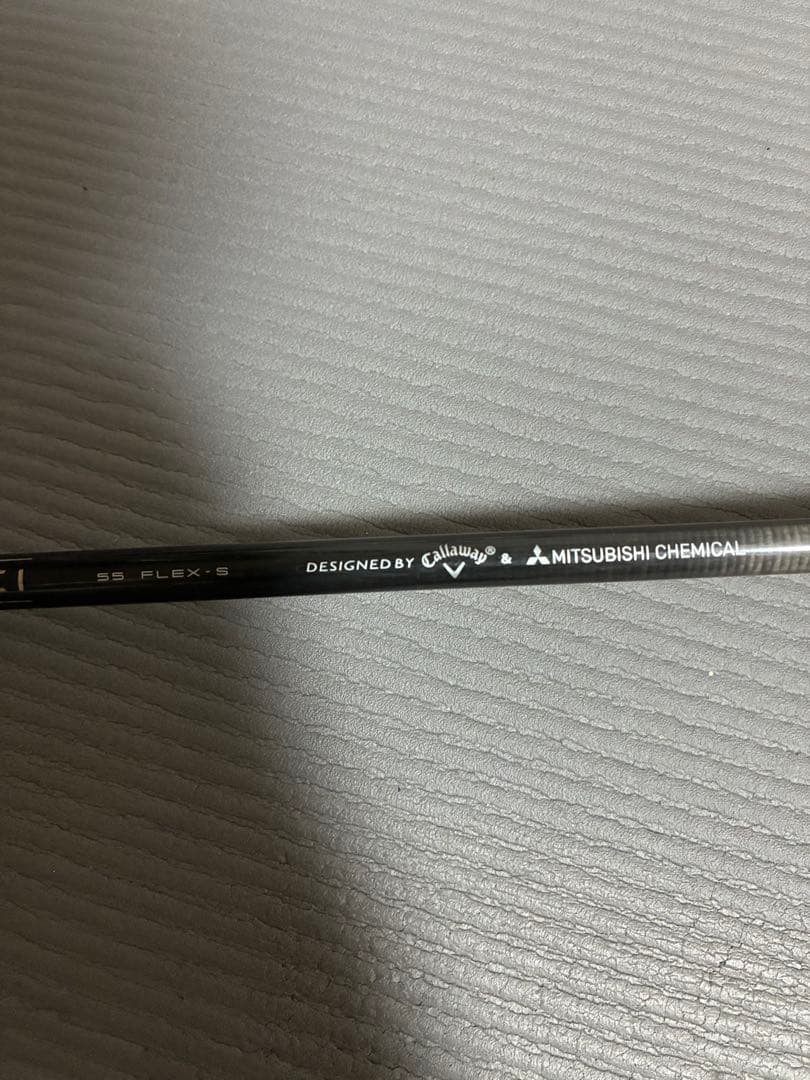 55 FLEX-S DESIGNED BY Callaway® & MITSUBISHI CHEMICAL